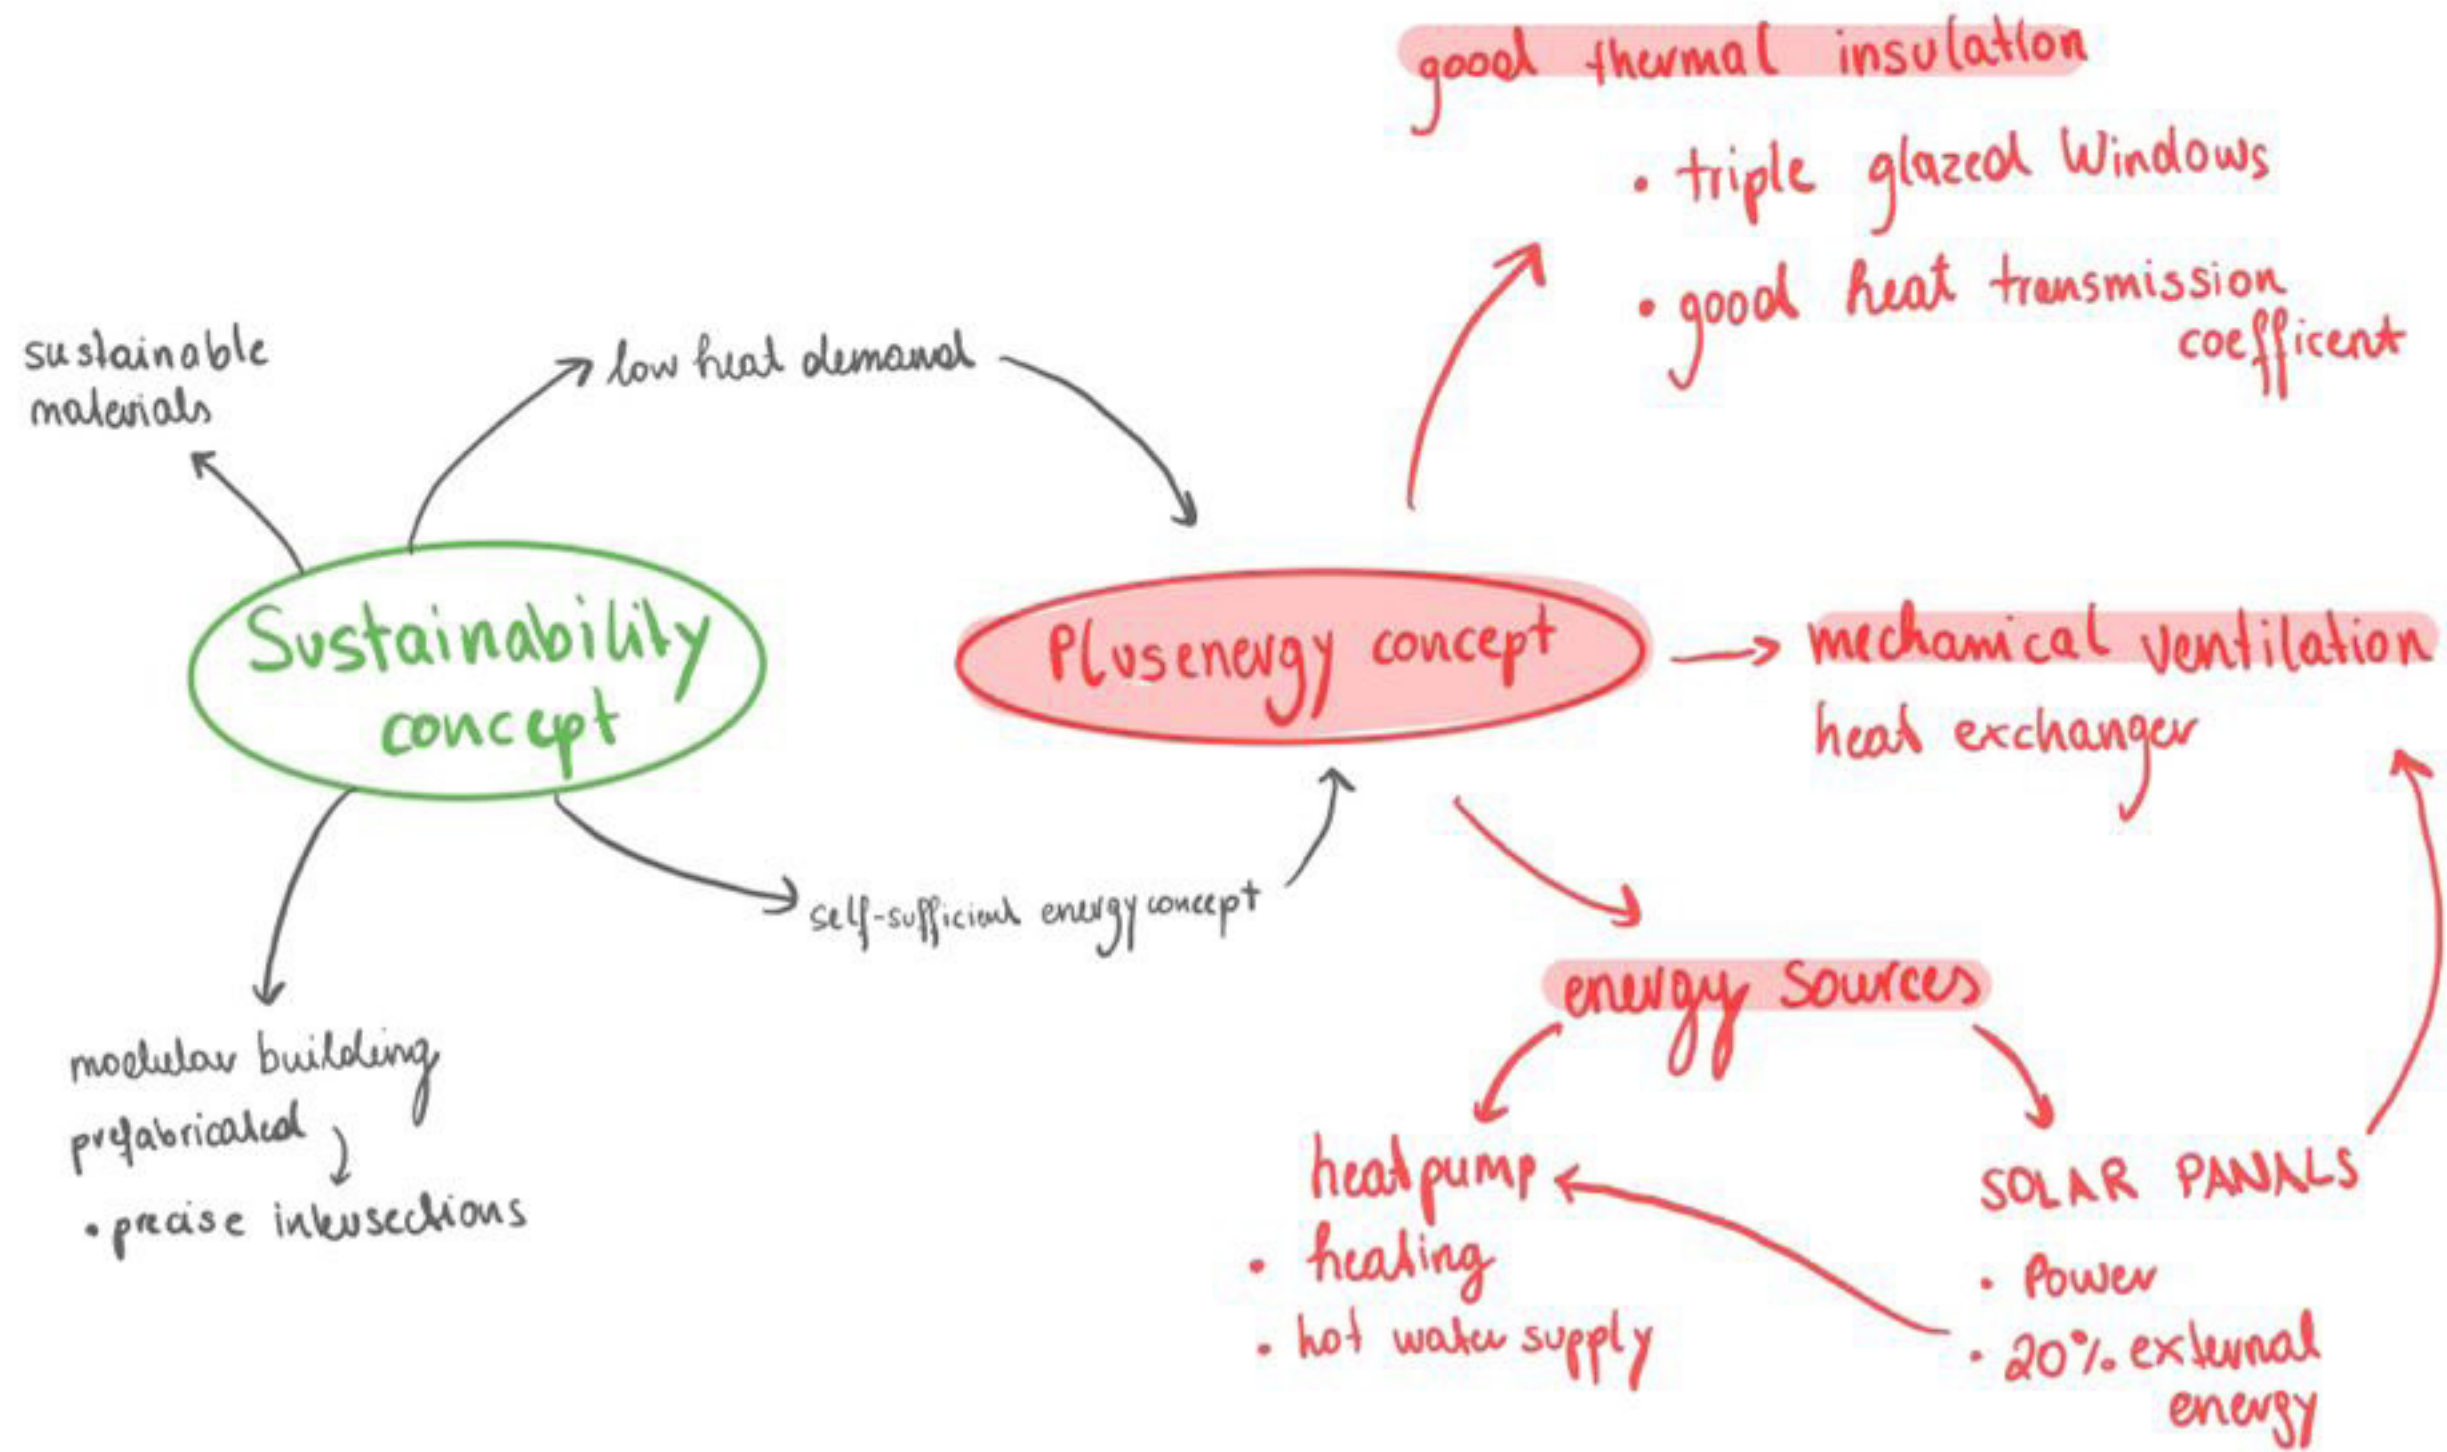 good thermal insulation
• triple glazed Windows
• good heat transmission
coefficent
sustainable
materials
low heat demand
Sustainability
concept
Plusenergy concept
mechanical ventilation
heat exchanger
self-sufficient energy concept
energy Sources
modular building
prefabricated
• precise intersections
heatpump
• heating
• hot water supply
SOLAR PANALS
• Power
• 20% external
energy